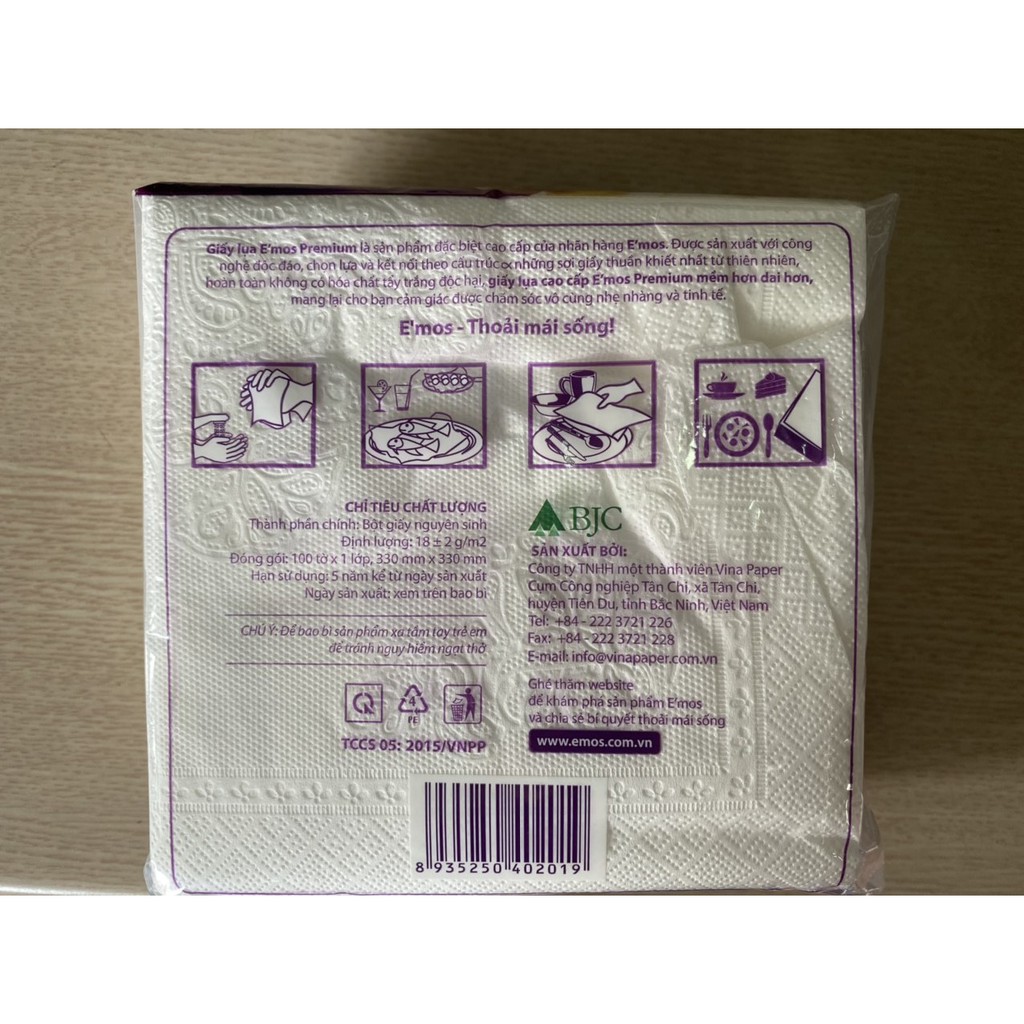 Giấy lụa E'mos Premium là sản phẩm đặc biệt cao cấp của nhãn hàng E'mos. Được sản xuất với công
nghệ độc đáo, chọn lựa và kết nối theo cấu trúc những sợi giấy thuần khiết nhất từ thiên nhiên,
hoàn toàn không có hóa chất tẩy trắng độc hại, giấy lụa cao cấp E'mos Premium mềm hơn dai hơn,
mang lại cho bạn cảm giác được chăm sóc vô cùng nhẹ nhàng và tinh tế.
E'mos - Thoải mái sống!
CHỈ TIÊU CHẤT LƯỢNG
Thành phần chính: Bột giấy nguyên sinh
Định lượng: 18 ± 2 g/m2
Đóng gói: 100 tờ x 1 lớp, 330 mm x 330 mm
Hạn sử dụng: 5 năm kể từ ngày sản xuất
Ngày sản xuất: xem trên bao bì
CHÚ Ý: Để bao bì sản phẩm xa tầm tay trẻ em
để tránh nguy hiểm ngạt thở
4
PE
TCCS 05: 2015/VNPP
BJC
SẢN XUẤT BỞI:
Công ty TNHH một thành viên Vina Paper
Cụm Công nghiệp Tân Chi, xã Tân Chi,
huyện Tiên Du, tỉnh Bắc Ninh, Việt Nam
Tel: +84 - 222 3721 226
Fax: +84 - 222 3721 228
E-mail: info@vinapaper.com.vn
Ghé thăm website
để khám phá sản phẩm E'mos
và chia sẻ bí quyết thoải mái sống
www.emos.com.vn
8 935250 402019